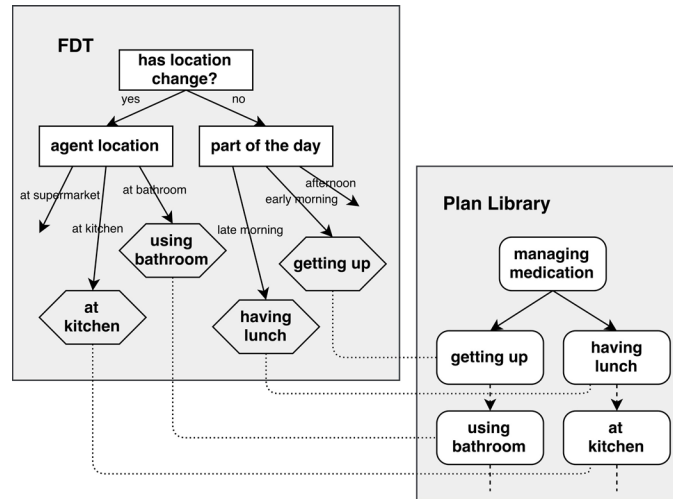 FDT
has location
change?
yes
no
agent location
part of the day
at supermarket
at bathroom
at kitchen
afternoon
early morning
late morning
using
bathroom
getting up
at
kitchen
having
lunch
Plan Library
managing
medication
getting up
having
lunch
using
bathroom
at
kitchen